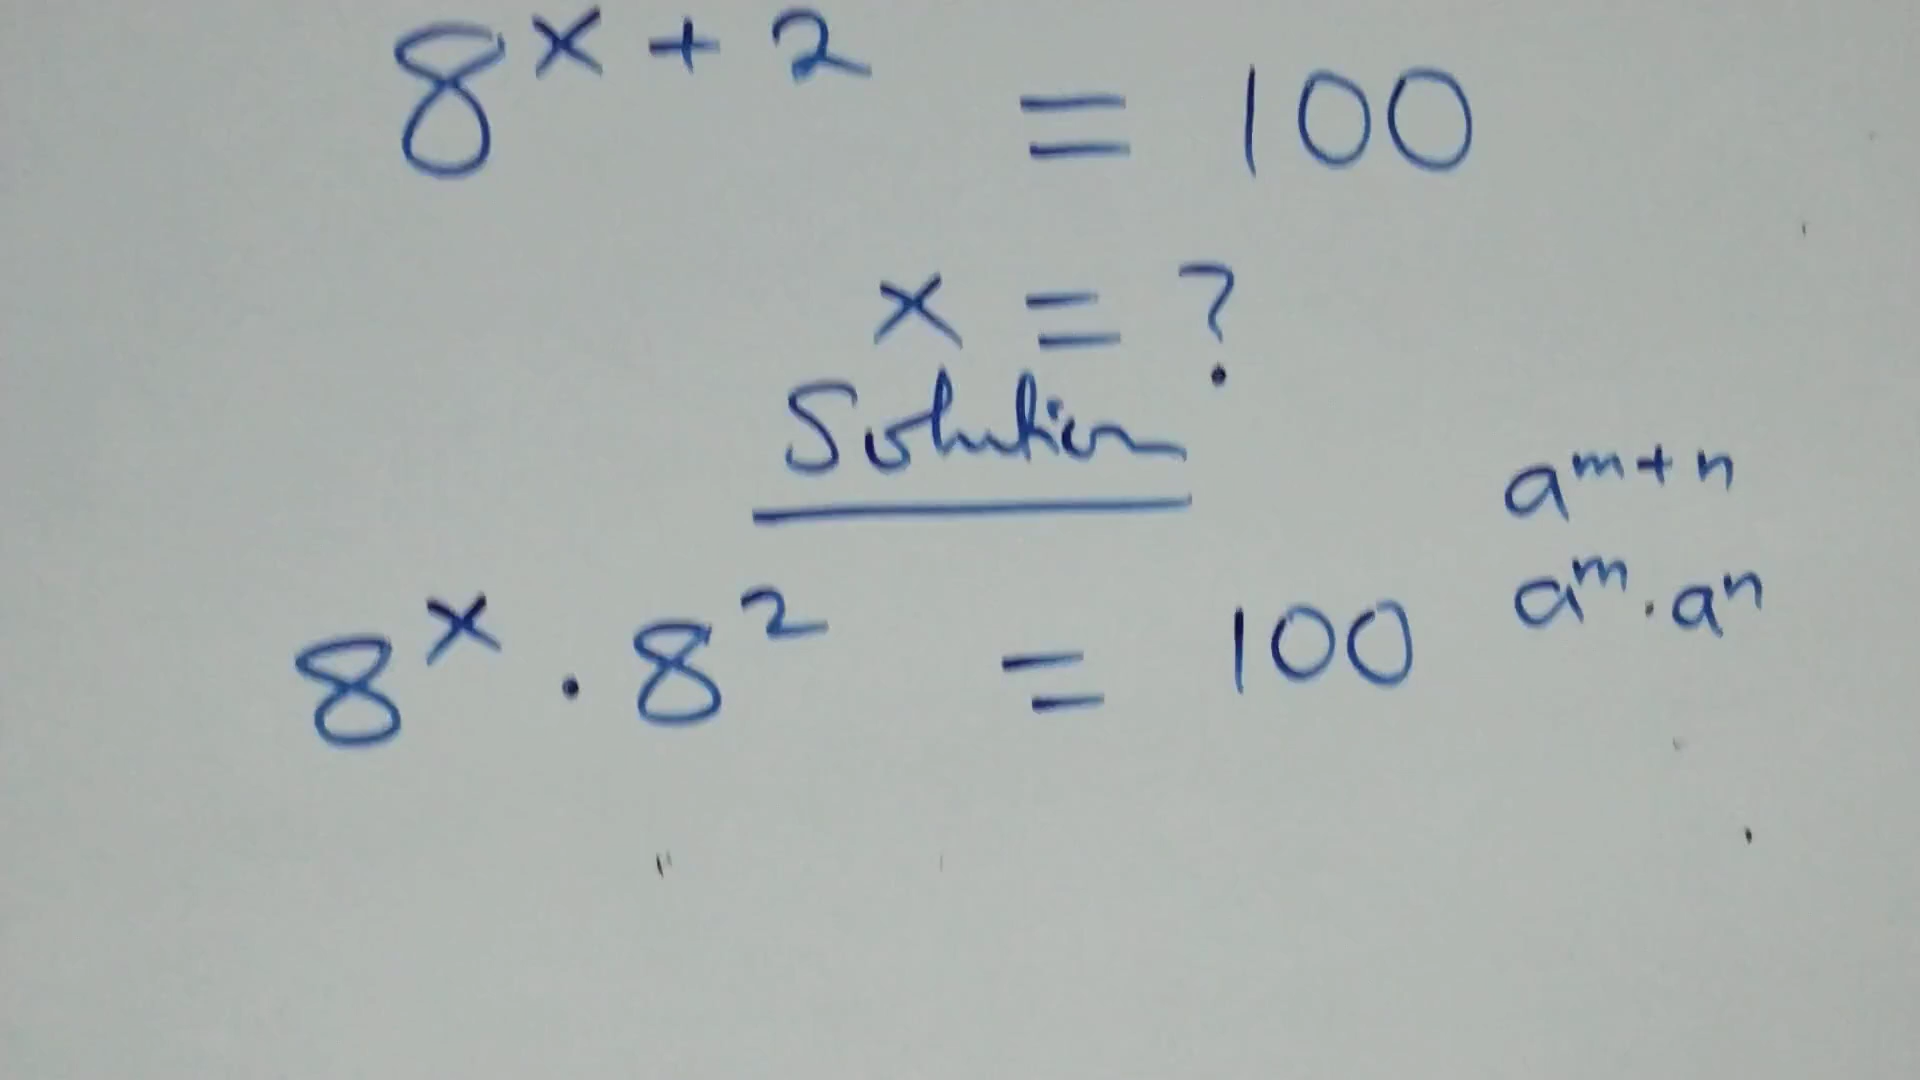 8^{x+2} = 100
x = ?
Solution
a^{m+n}
a^m · a^n
8^x · 8^2 = 100